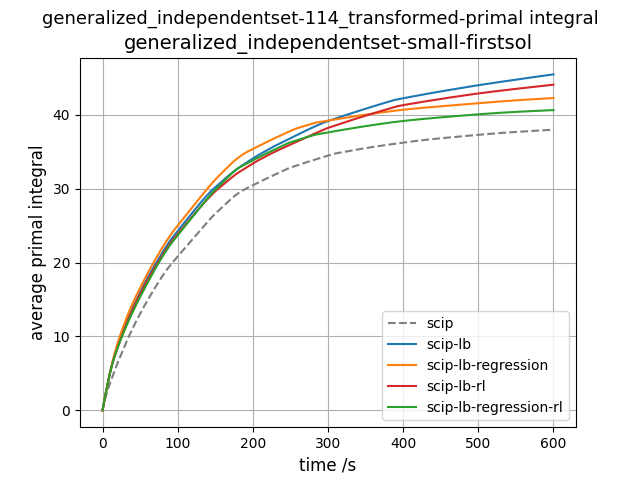 generalized_independentset-114_transformed-primal integral
generalized_independentset-small-firstsol
average primal integral
40
30
20
10
0
0 100 200 300 400 500 600
time /s
scip
scip-lb
scip-lb-regression
scip-lb-rl
scip-lb-regression-rl